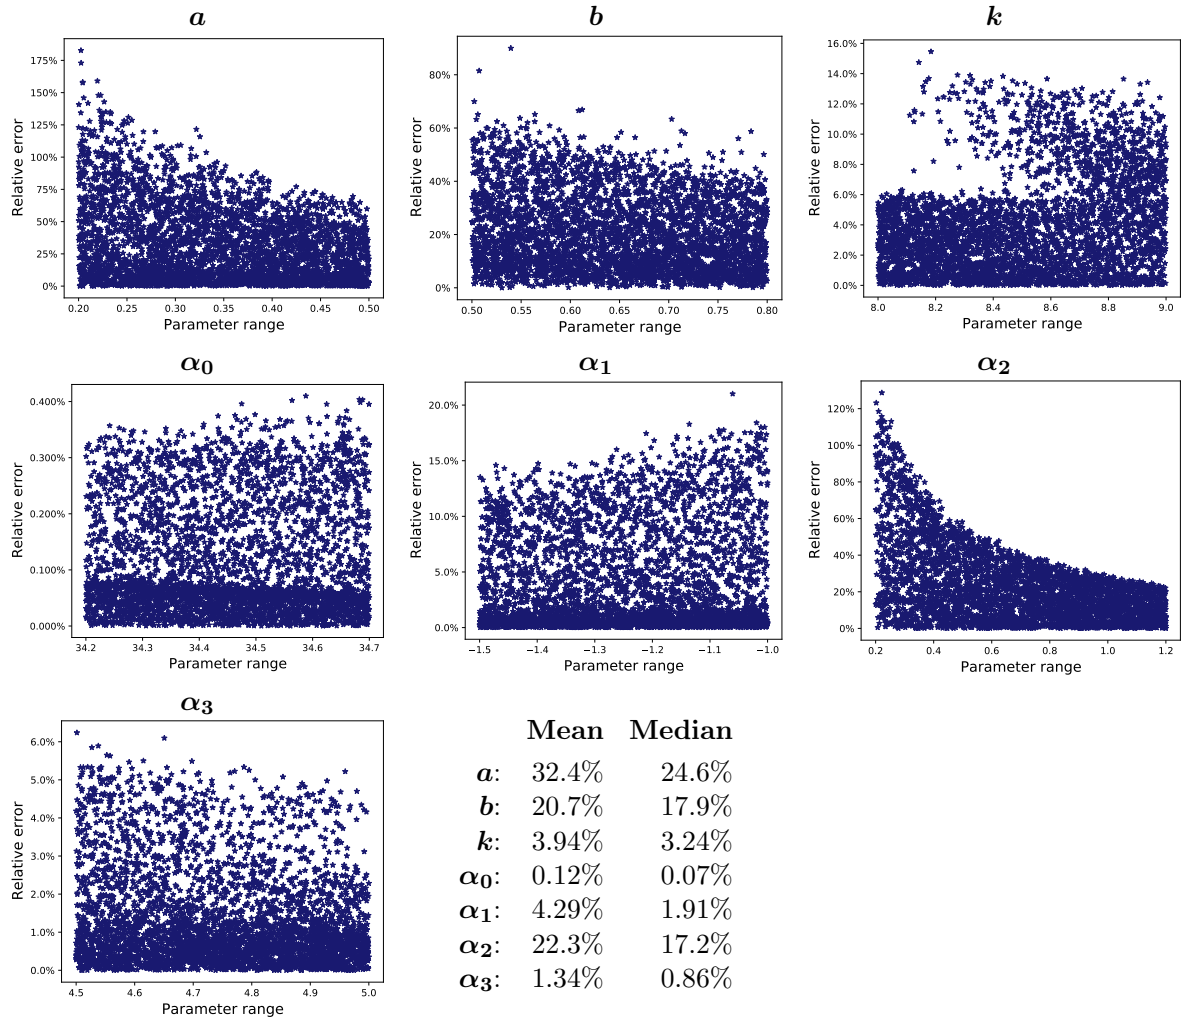 a
175%
150%
125%
100%
75%
50%
25%
0%
Relative error
0.20 0.25 0.30 0.35 0.40 0.45 0.50
Parameter range
b
80%
60%
40%
20%
0%
Relative error
0.50 0.55 0.60 0.65 0.70 0.75 0.80
Parameter range
k
16.0%
14.0%
12.0%
10.0%
8.0%
6.0%
4.0%
2.0%
0.0%
Relative error
8.0 8.2 8.4 8.6 8.8 9.0
Parameter range
α₀
0.400%
0.300%
0.200%
0.100%
0.000%
Relative error
34.2 34.3 34.4 34.5 34.6 34.7
Parameter range
α₁
20.0%
15.0%
10.0%
5.0%
0.0%
Relative error
−1.5 −1.4 −1.3 −1.2 −1.1 −1.0
Parameter range
α₂
120%
100%
80%
60%
40%
20%
0%
Relative error
0.2 0.4 0.6 0.8 1.0 1.2
Parameter range
α₃
6.0%
5.0%
4.0%
3.0%
2.0%
1.0%
0.0%
Relative error
4.5 4.6 4.7 4.8 4.9 5.0
Parameter range
Mean Median
a: 32.4% 24.6%
b: 20.7% 17.9%
k: 3.94% 3.24%
α₀: 0.12% 0.07%
α₁: 4.29% 1.91%
α₂: 22.3% 17.2%
α₃: 1.34% 0.86%